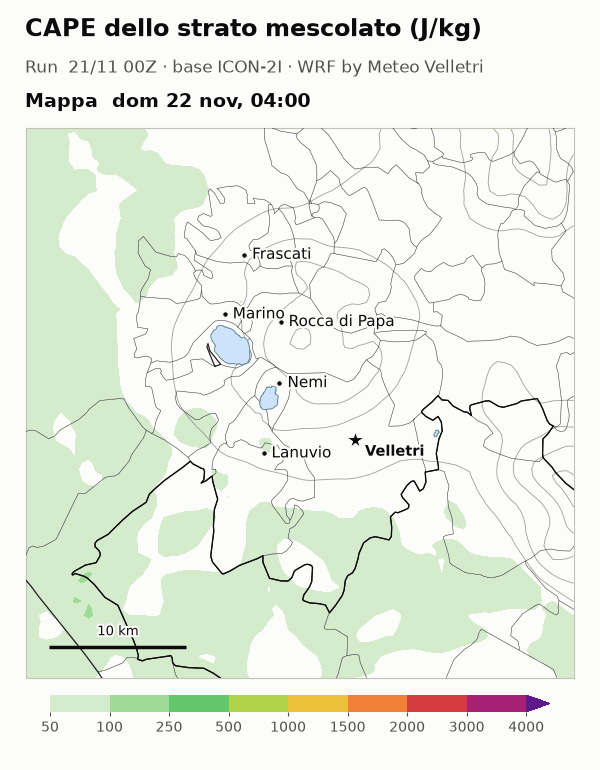 CAPE dello strato mescolato (J/kg)
Run  21/11 00Z · base ICON-2I · WRF by Meteo Velletri
Mappa  dom 22 nov, 04:00
Frascati
Marino
Rocca di Papa
Nemi
Velletri
Lanuvio
10 km
50 100 250 500 1000 1500 2000 3000 4000